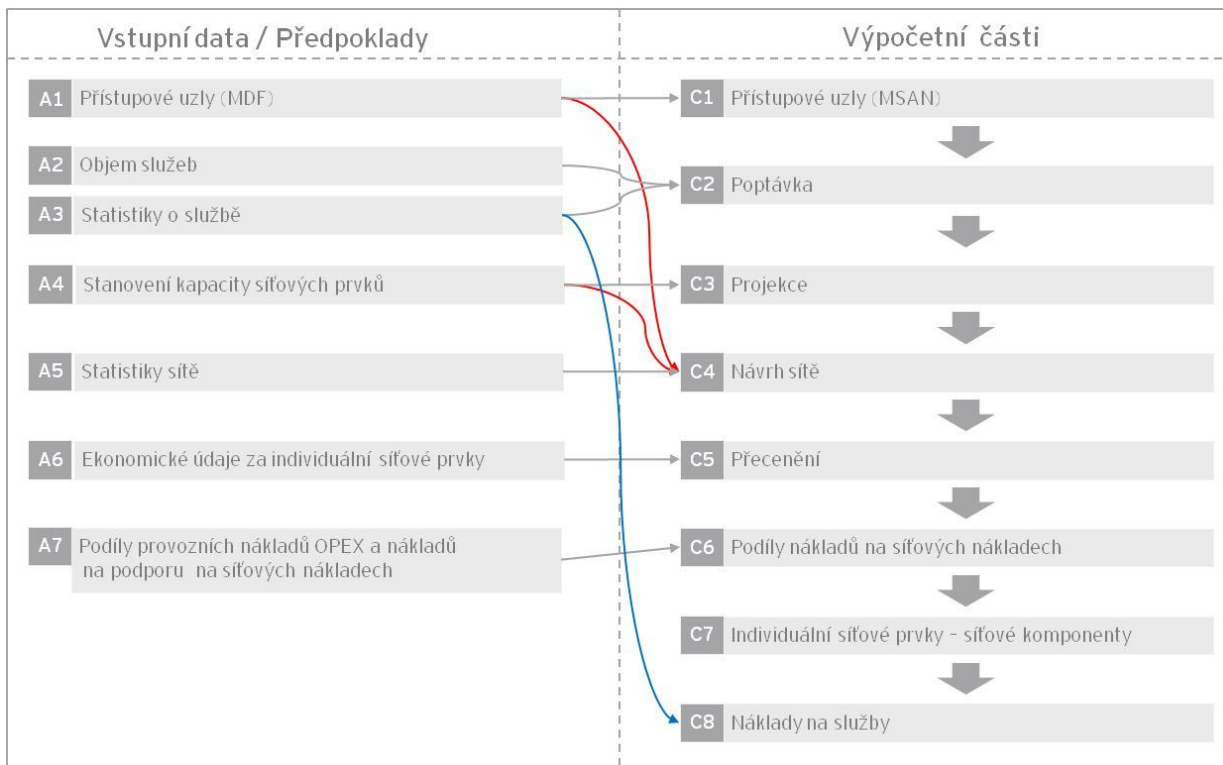 Vstupní data / Předpoklady
Výpočetní části
A1 Přístupové uzly (MDF)
C1 Přístupové uzly (MSAN)
A2 Objem služeb
C2 Poptávka
A3 Statistiky o službě
A4 Stanovení kapacity síťových prvků
C3 Projekce
A5 Statistiky sítě
C4 Návrh sítě
A6 Ekonomické údaje za individuální síťové prvky
C5 Přecenění
A7 Podíly provozních nákladů OPEX a nákladů
na podporu na síťových nákladech
C6 Podíly nákladů na síťových nákladech
C7 Individuální síťové prvky - síťové komponenty
C8 Náklady na služby